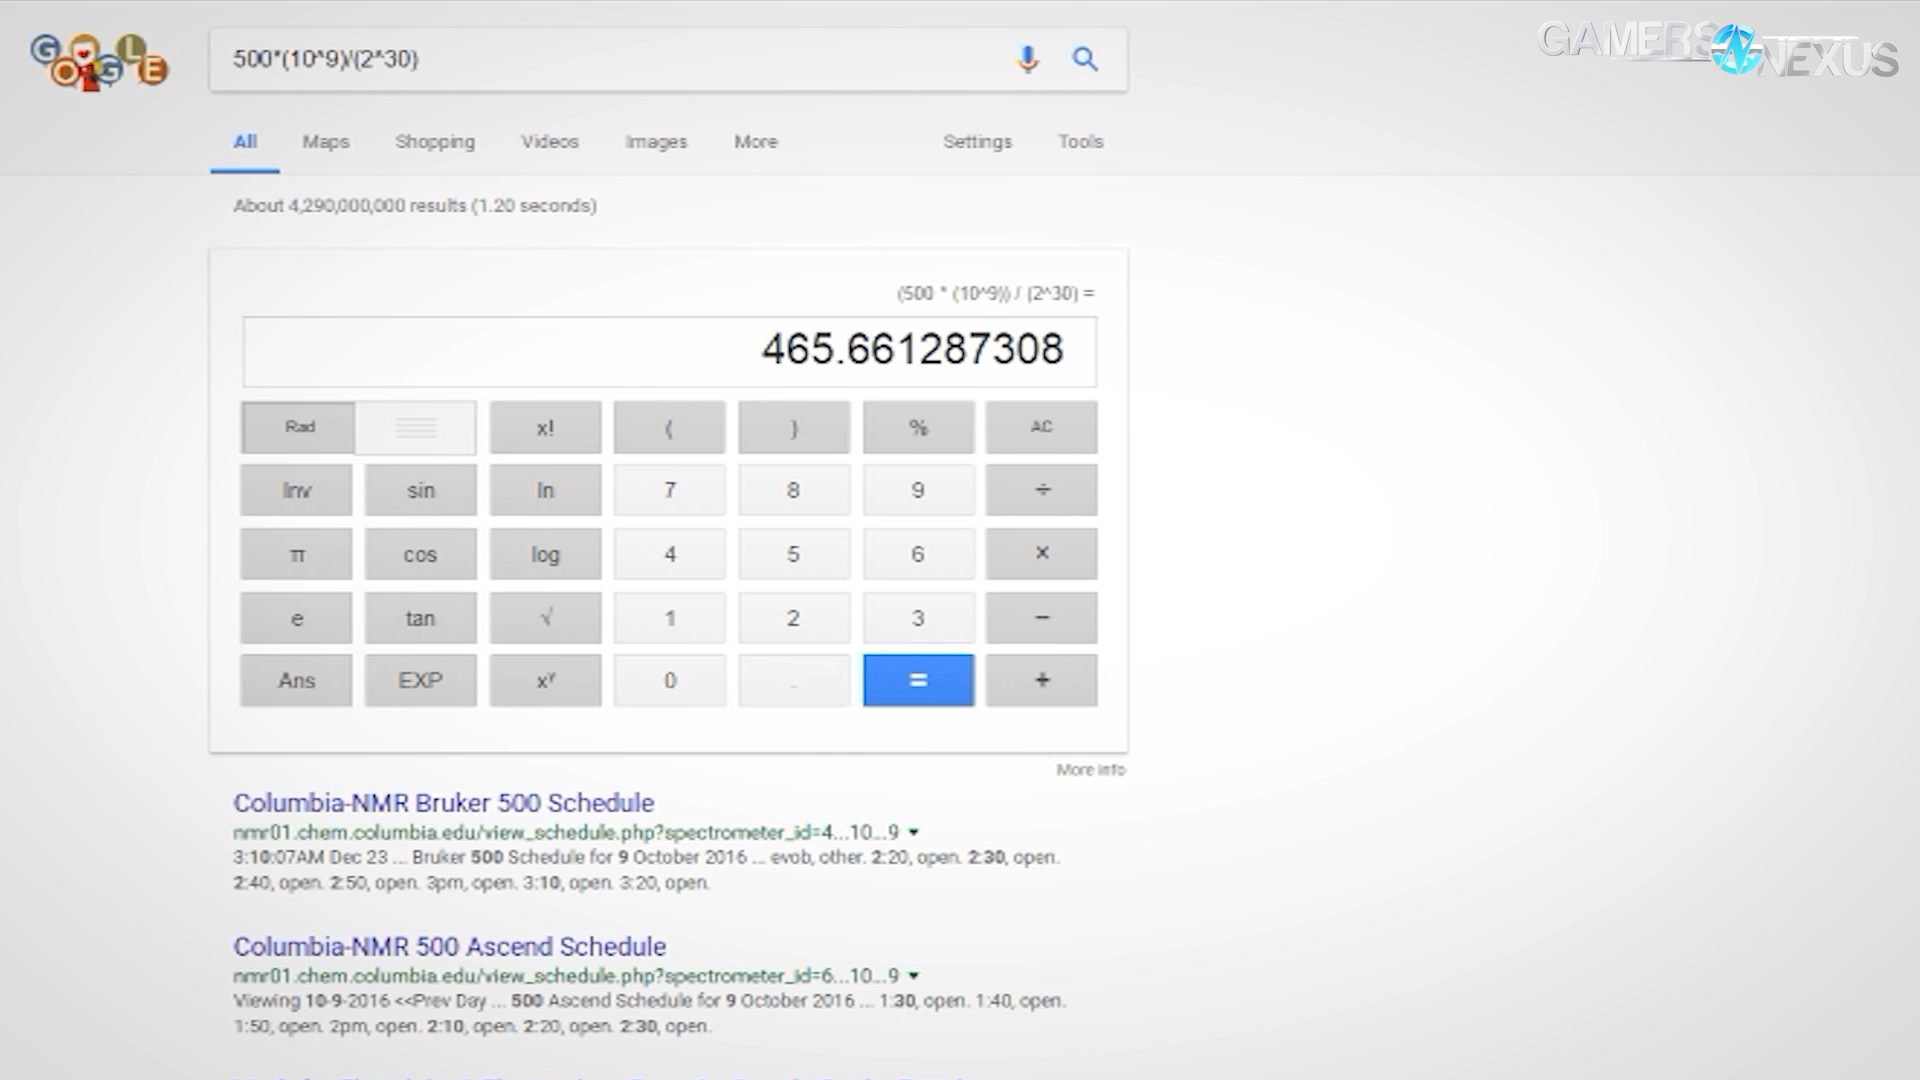 GOOGLE
500*(10^9)/(2^30)
GAMERS NEXUS
All Maps Shopping Videos Images More Settings Tools
About 4,290,000,000 results (1.20 seconds)
(500 * (10^9)) / (2^30) =
465.661287308
Rad x! ( ) % AC
Inv sin ln 7 8 9 ÷
π cos log 4 5 6 ×
e tan √ 1 2 3 −
Ans EXP xʸ 0 . = +
More info
Columbia-NMR Bruker 500 Schedule
nmr01.chem.columbia.edu/view_schedule.php?spectrometer_id=4...10...9
3:10:07AM Dec 23 ... Bruker 500 Schedule for 9 October 2016 ... evob, other. 2:20, open. 2:30, open.
2:40, open. 2:50, open. 3pm, open. 3:10, open. 3:20, open.
Columbia-NMR 500 Ascend Schedule
nmr01.chem.columbia.edu/view_schedule.php?spectrometer_id=6...10...9
Viewing 10-9-2016 <<Prev Day ... 500 Ascend Schedule for 9 October 2016 ... 1:30, open. 1:40, open.
1:50, open. 2pm, open. 2:10, open. 2:20, open. 2:30, open.